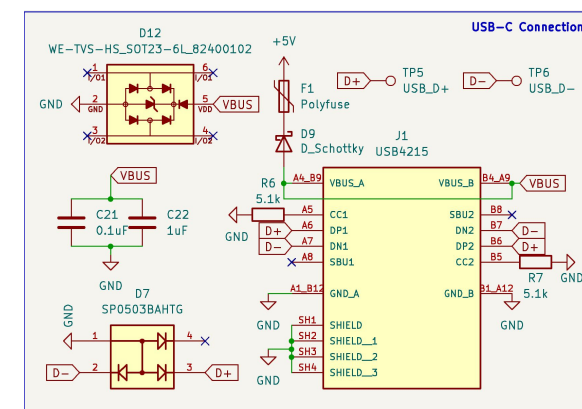 USB-C Connection
D12
WE-TVS-HS_SOT23-6L_82400102
1
I/O1
6
I/O1
GND
2
GND
5
VDD
VBUS
3
I/O2
4
I/O2
+5V
F1
Polyfuse
D9
D_Schottky
D+
TP5
USB_D+
D-
TP6
USB_D-
VBUS
C21
0.1uF
C22
1uF
GND
J1
USB4215
A4_B9
VBUS_A
VBUS_B
B4_A9
VBUS
R6
5.1k
GND
A5
CC1
SBU2
B8
D+
A6
DP1
DN2
B7
D-
D-
A7
DN1
DP2
B6
D+
A8
SBU1
CC2
B5
R7
5.1k
GND
A1_B12
GND_A
GND_B
B1_A12
GND
GND
SH1
SHIELD
SH2
SHIELD__1
SH3
SHIELD__2
SH4
SHIELD__3
GND
D7
SP0503BAHTG
GND
1
4
D-
2
3
D+